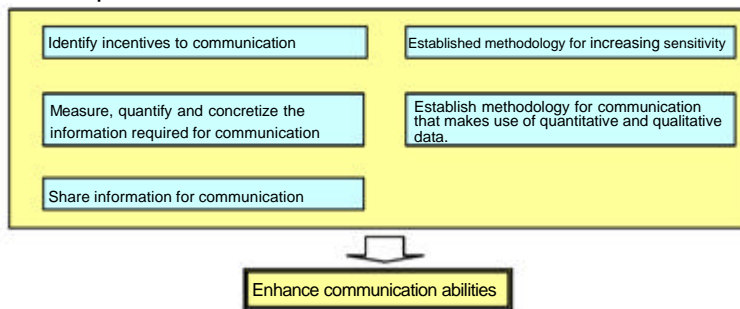 Identify incentives to communication
Established methodology for increasing sensitivity
Measure, quantify and concretize the
information required for communication
Establish methodology for communication
that makes use of quantitative and qualitative
data.
Share information for communication
Enhance communication abilities